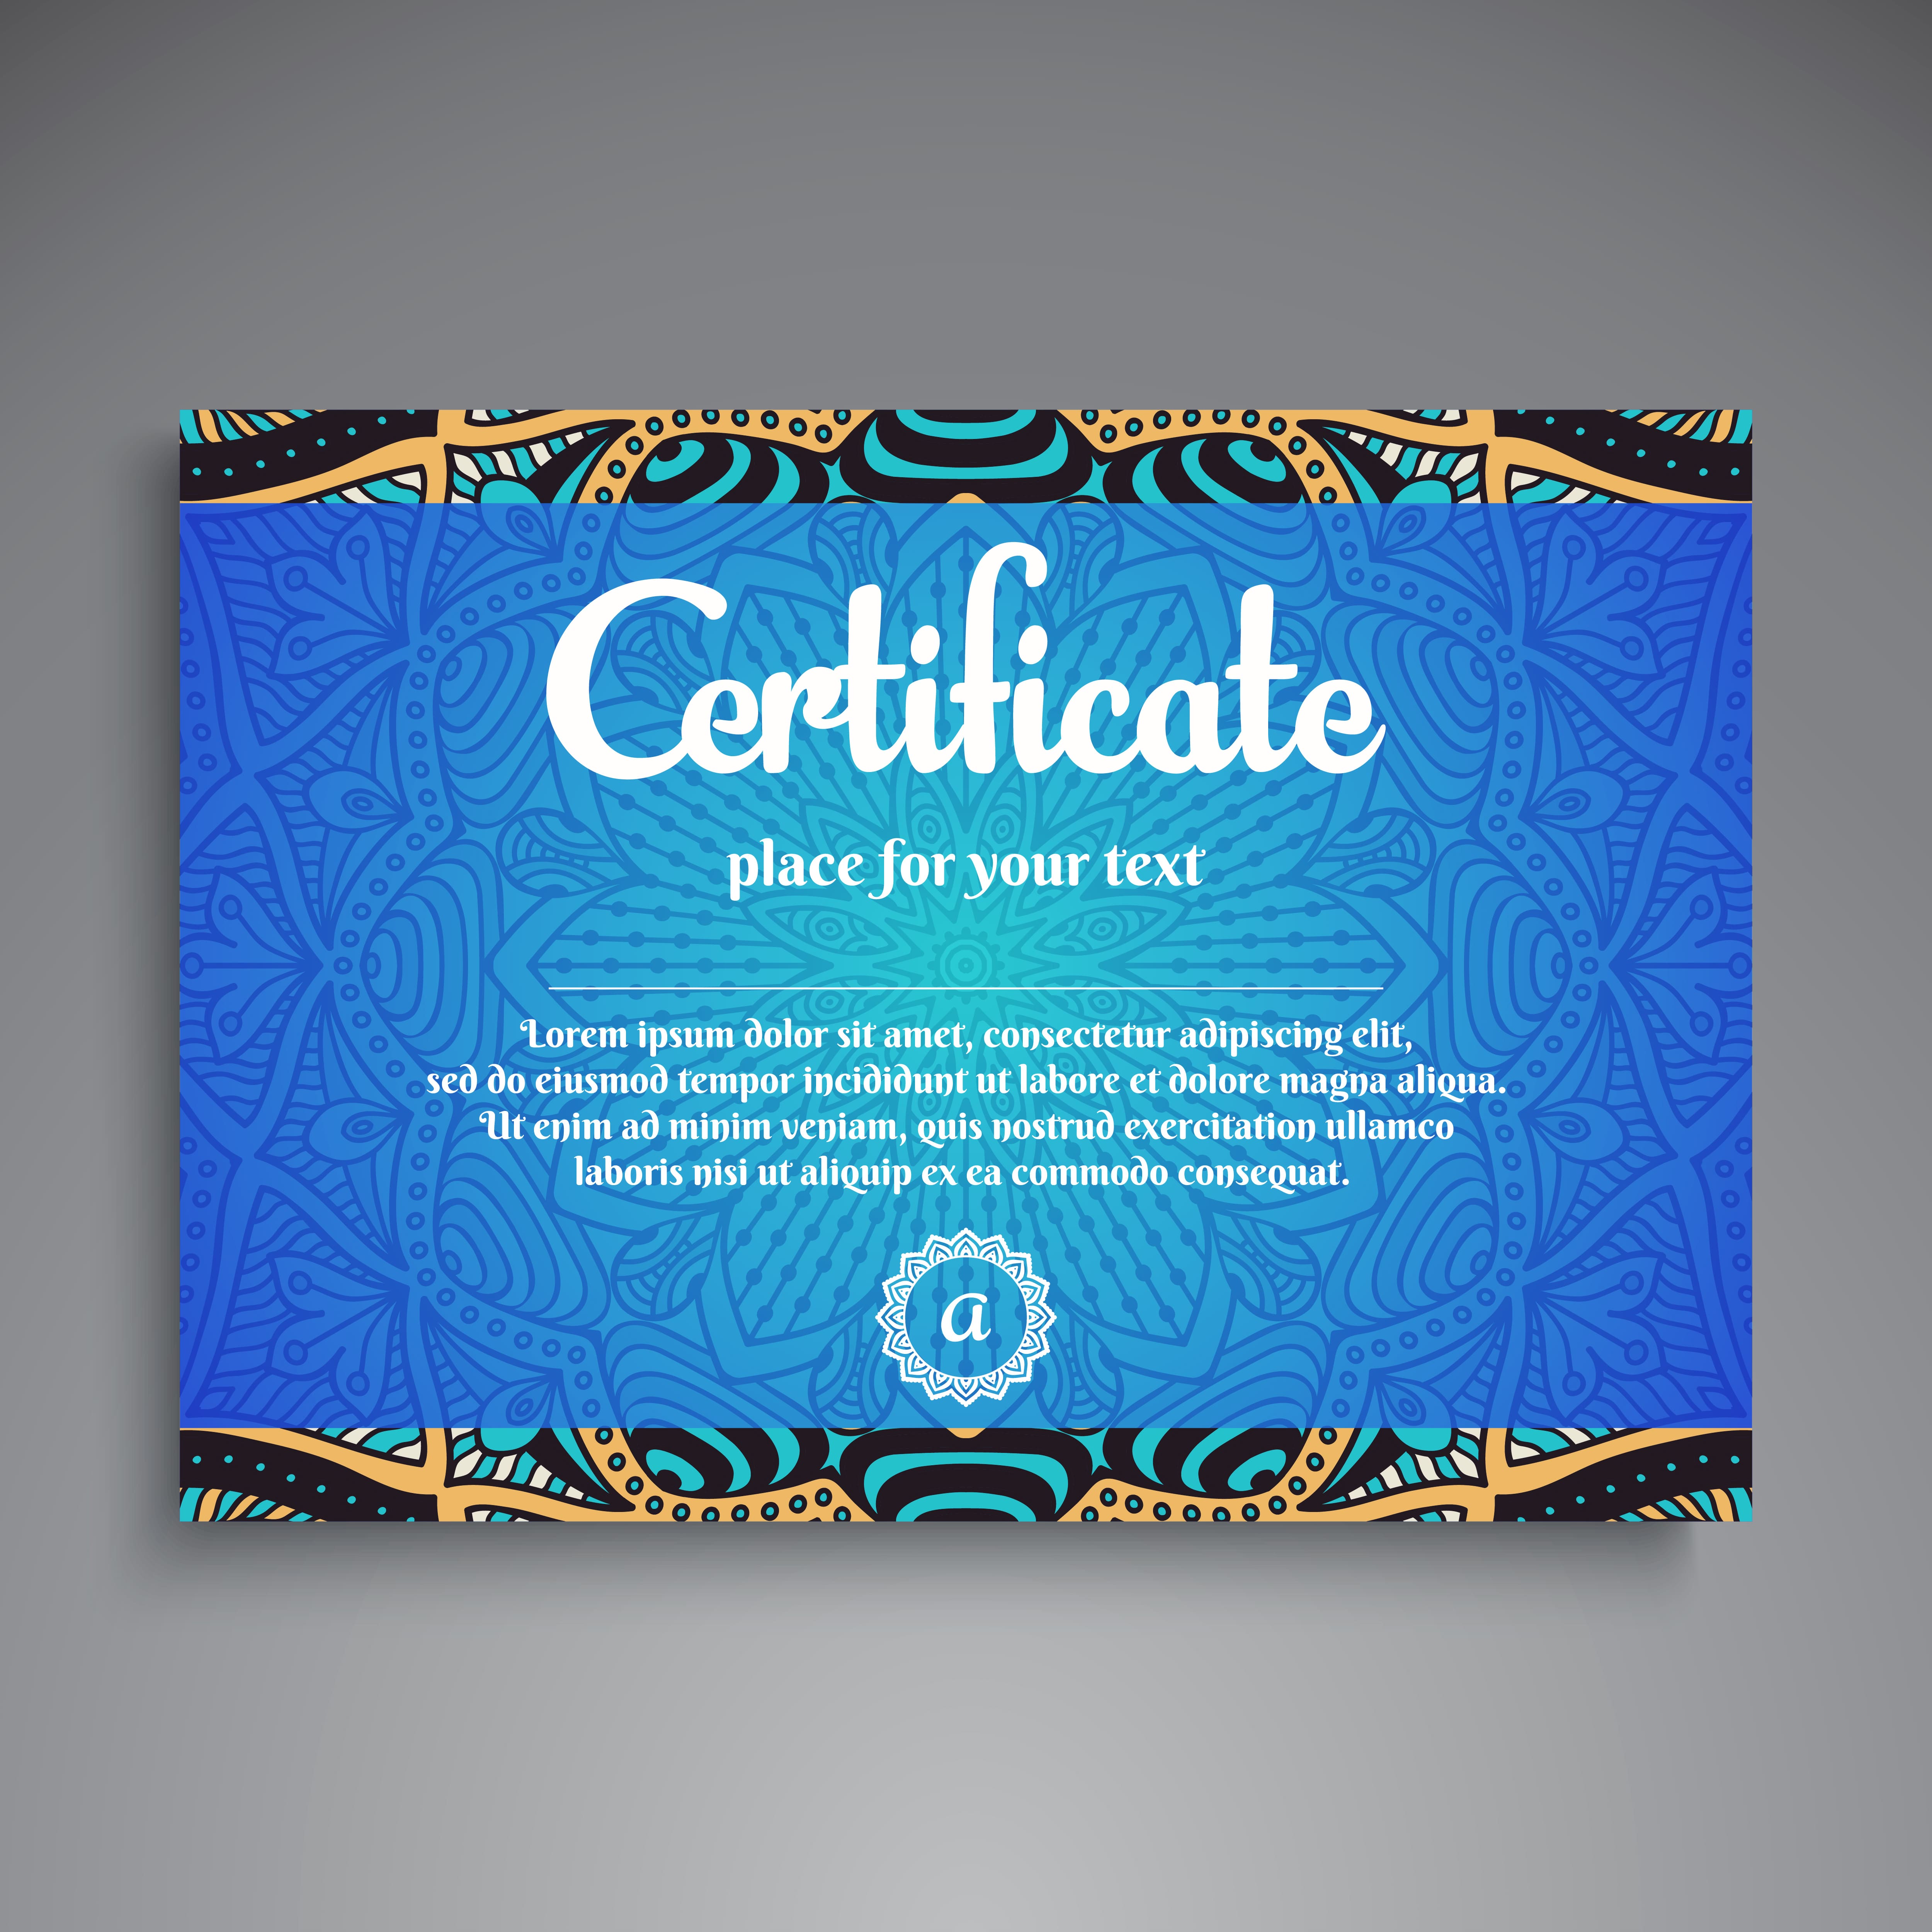 Certificate
place for your text
Lorem ipsum dolor sit amet, consectetur adipiscing elit,
sed do eiusmod tempor incididunt ut labore et dolore magna aliqua.
Ut enim ad minim veniam, quis nostrud exercitation ullamco
laboris nisi ut aliquip ex ea commodo consequat.
a